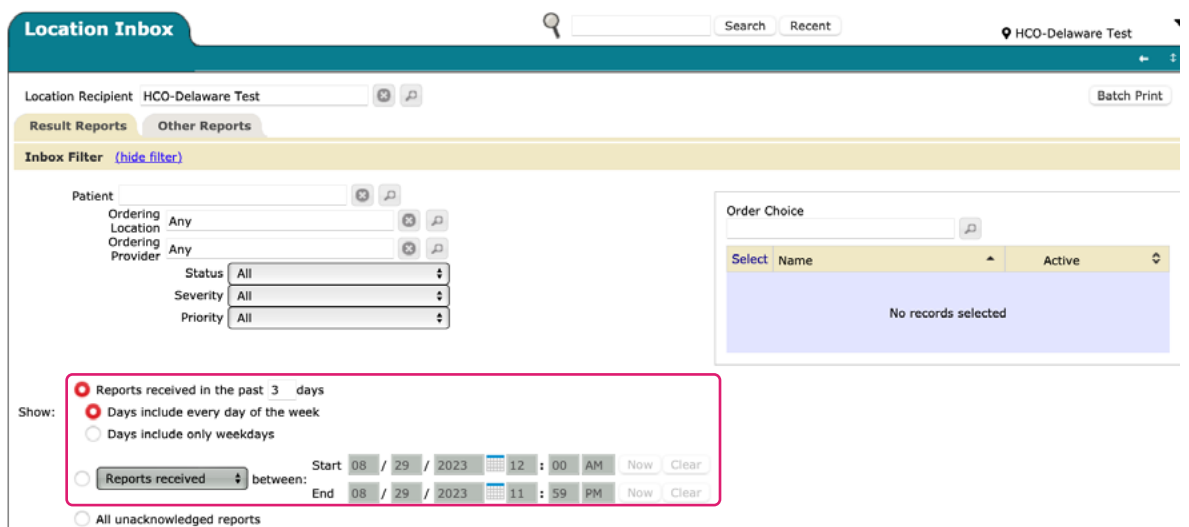 Location Inbox
Search Recent
HCO-Delaware Test
Location Recipient HCO-Delaware Test
Batch Print
Result Reports Other Reports
Inbox Filter (hide filter)
Patient
Ordering Location Any
Ordering Provider Any
Status All
Severity All
Priority All
Order Choice
Select Name Active
No records selected
Show:
Reports received in the past 3 days
Days include every day of the week
Days include only weekdays
Reports received between:
Start 08 / 29 / 2023 12 : 00 AM Now Clear
End 08 / 29 / 2023 11 : 59 PM Now Clear
All unacknowledged reports